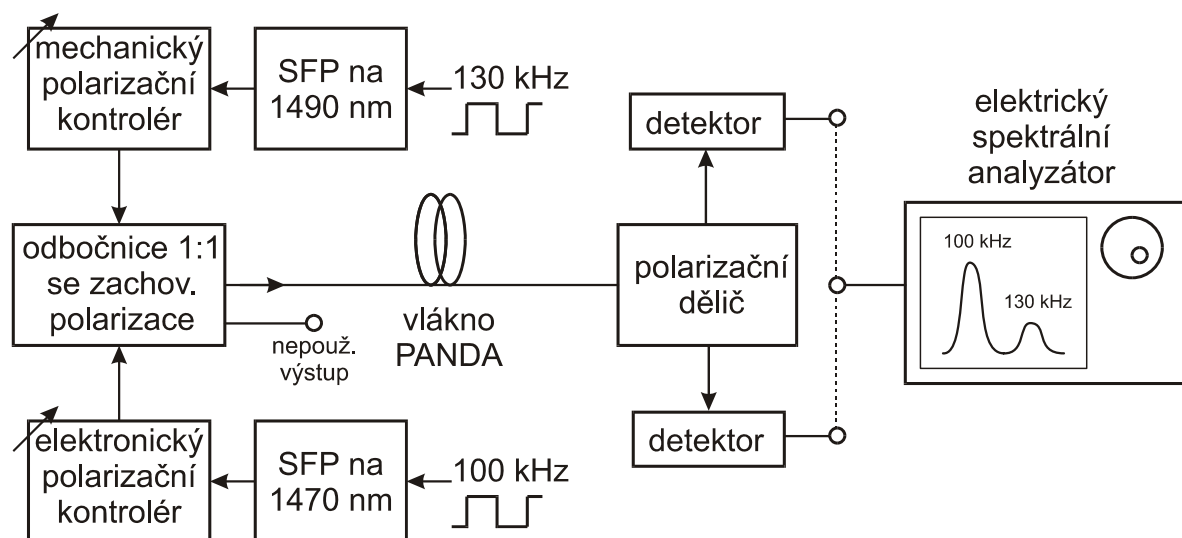 mechanický
polarizační
kontrolér
SFP na
1490 nm
130 kHz
detektor
elektrický
spektrální
analyzátor
odbočnice 1:1
se zachov.
polarizace
nepouž.
výstup
vlákno
PANDA
polarizační
dělič
100 kHz
130 kHz
elektronický
polarizační
kontrolér
SFP na
1470 nm
100 kHz
detektor